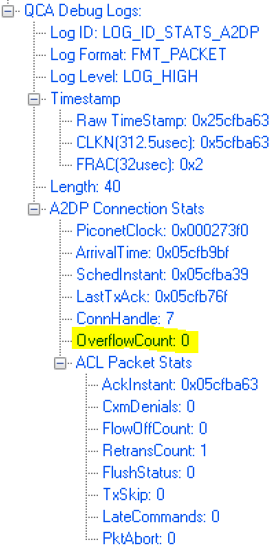 QCA Debug Logs:
Log ID: LOG_ID_STATS_A2DP
Log Format: FMT_PACKET
Log Level: LOG_HIGH
Timestamp
Raw TimeStamp: 0x25cfba63
CLKN(312.5usec): 0x5cfba63
FRAC(32usec): 0x2
Length: 40
A2DP Connection Stats
PiconetClock: 0x000273f0
ArrivalTime: 0x05cfb9bf
SchedInstant: 0x05cfba39
LastTxAck: 0x05cfb76f
ConnHandle: 7
OverflowCount: 0
ACL Packet Stats
AckInstant: 0x05cfba63
CxmDenials: 0
FlowOffCount: 0
RetransCount: 1
FlushStatus: 0
TxSkip: 0
LateCommands: 0
PktAbort: 0